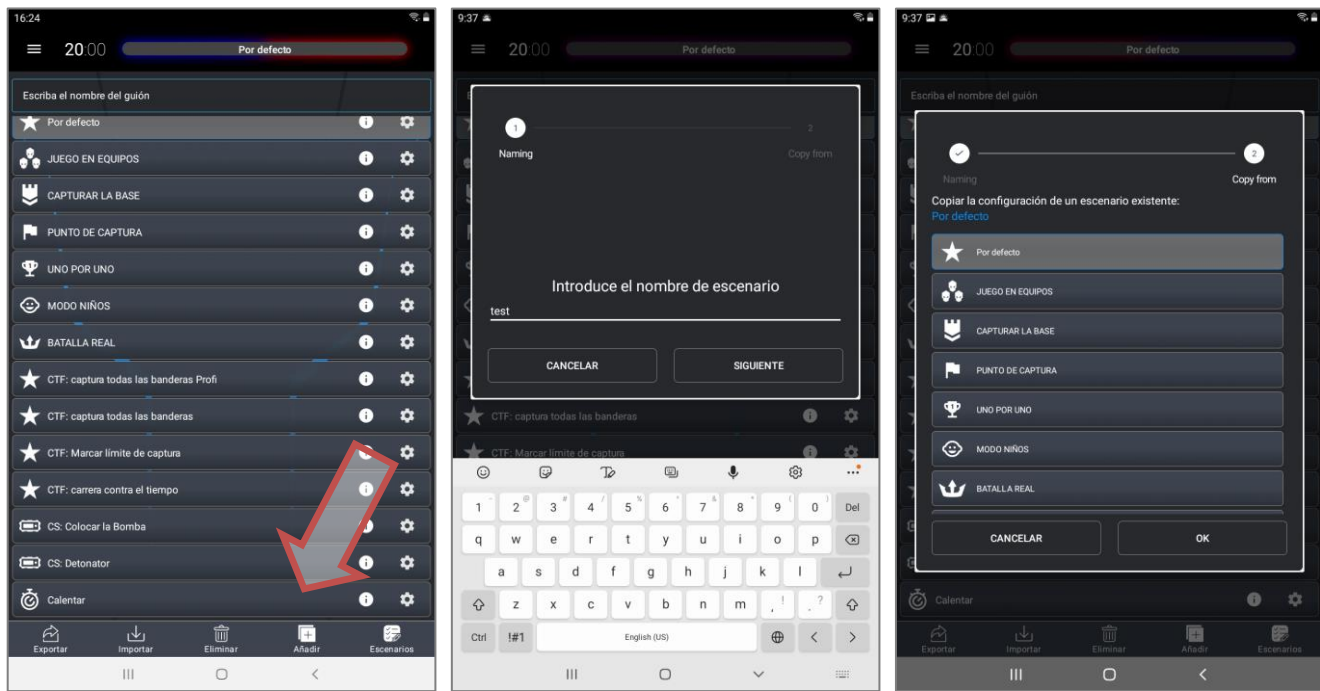 16:24
20:00
Por defecto
Escriba el nombre del guión
Por defecto
JUEGO EN EQUIPOS
CAPTURAR LA BASE
PUNTO DE CAPTURA
UNO POR UNO
MODO NIÑOS
BATALLA REAL
CTF: captura todas las banderas Profi
CTF: captura todas las banderas
CTF: Marcar límite de captura
CTF: carrera contra el tiempo
CS: Colocar la Bomba
CS: Detonator
Calentar
Exportar Importar Eliminar Añadir Escenarios
9:37
20:00
Por defecto
1 2
Naming Copy from
Introduce el nombre de escenario
test
CANCELAR SIGUIENTE
CTF: captura todas las banderas
CTF: Marcar límite de captura
1 2 3 4 5 6 7 8 9 0 Del
q w e r t y u i o p
a s d f g h j k l
z x c v b n m , ! . ?
Ctrl !#1 English (US) < >
9:37
20:00
Por defecto
Escriba el nombre del guión
2
Naming Copy from
Copiar la configuración de un escenario existente:
Por defecto
Por defecto
JUEGO EN EQUIPOS
CAPTURAR LA BASE
PUNTO DE CAPTURA
UNO POR UNO
MODO NIÑOS
BATALLA REAL
CANCELAR OK
Calentar
Exportar Importar Eliminar Añadir Escenarios